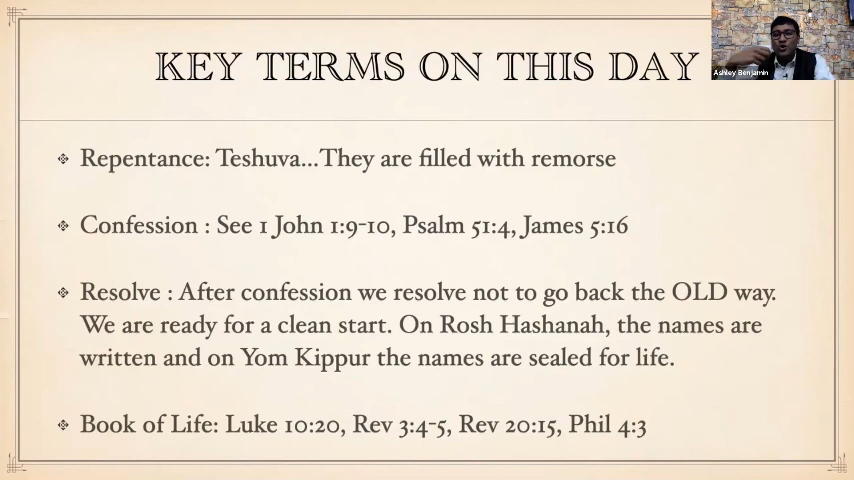 KEY TERMS ON THIS DAY
Ashley Benjamin
Repentance: Teshuva...They are filled with remorse
Confession : See 1 John 1:9-10, Psalm 51:4, James 5:16
Resolve : After confession we resolve not to go back the OLD way.
We are ready for a clean start. On Rosh Hashanah, the names are
written and on Yom Kippur the names are sealed for life.
Book of Life: Luke 10:20, Rev 3:4-5, Rev 20:15, Phil 4:3